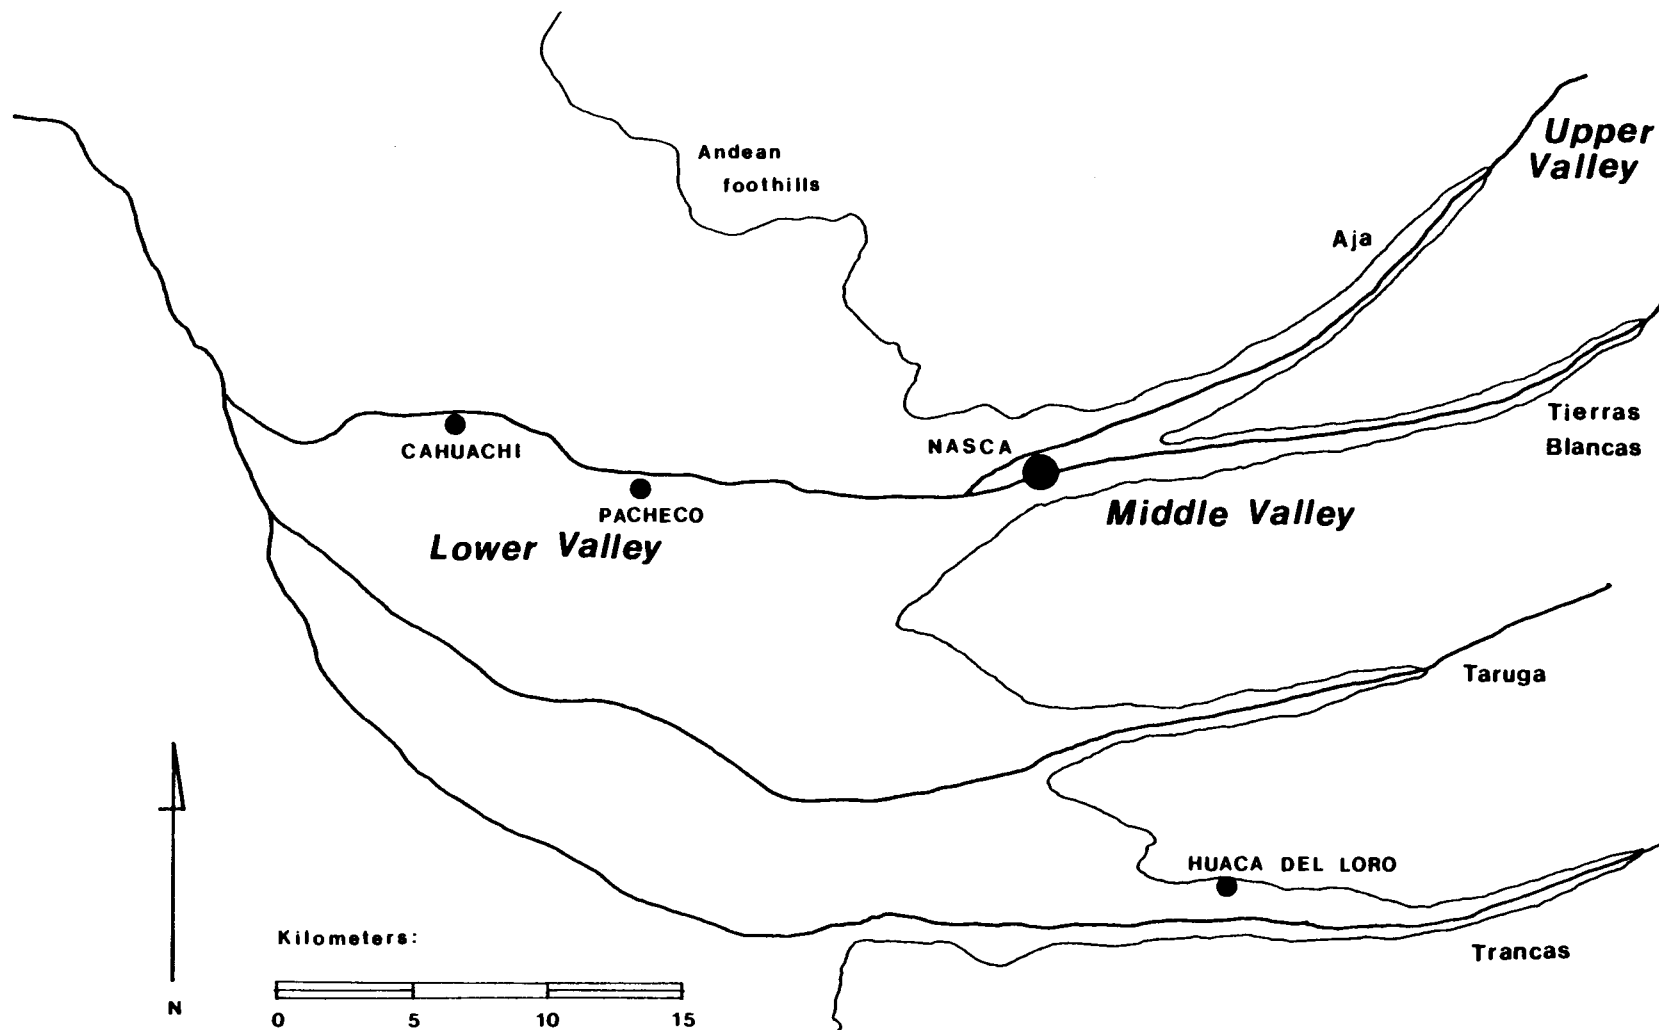 Upper
Valley
Andean
foothills
Aja
Tierras
Blancas
NASCA
CAHUACHI
PACHECO
Middle Valley
Lower Valley
Taruga
HUACA DEL LORO
Trancas
Kilometers:
N
0 5 10 15